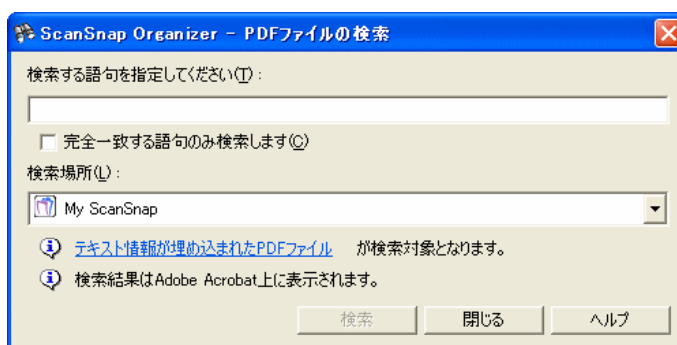 ScanSnap Organizer - PDFファイルの検索
検索する語句を指定してください(T):
完全一致する語句のみ検索します(C)
検索場所(L):
My ScanSnap
テキスト情報が埋め込まれたPDFファイル が検索対象となります。
検索結果はAdobe Acrobat上に表示されます。
検索 閉じる ヘルプ